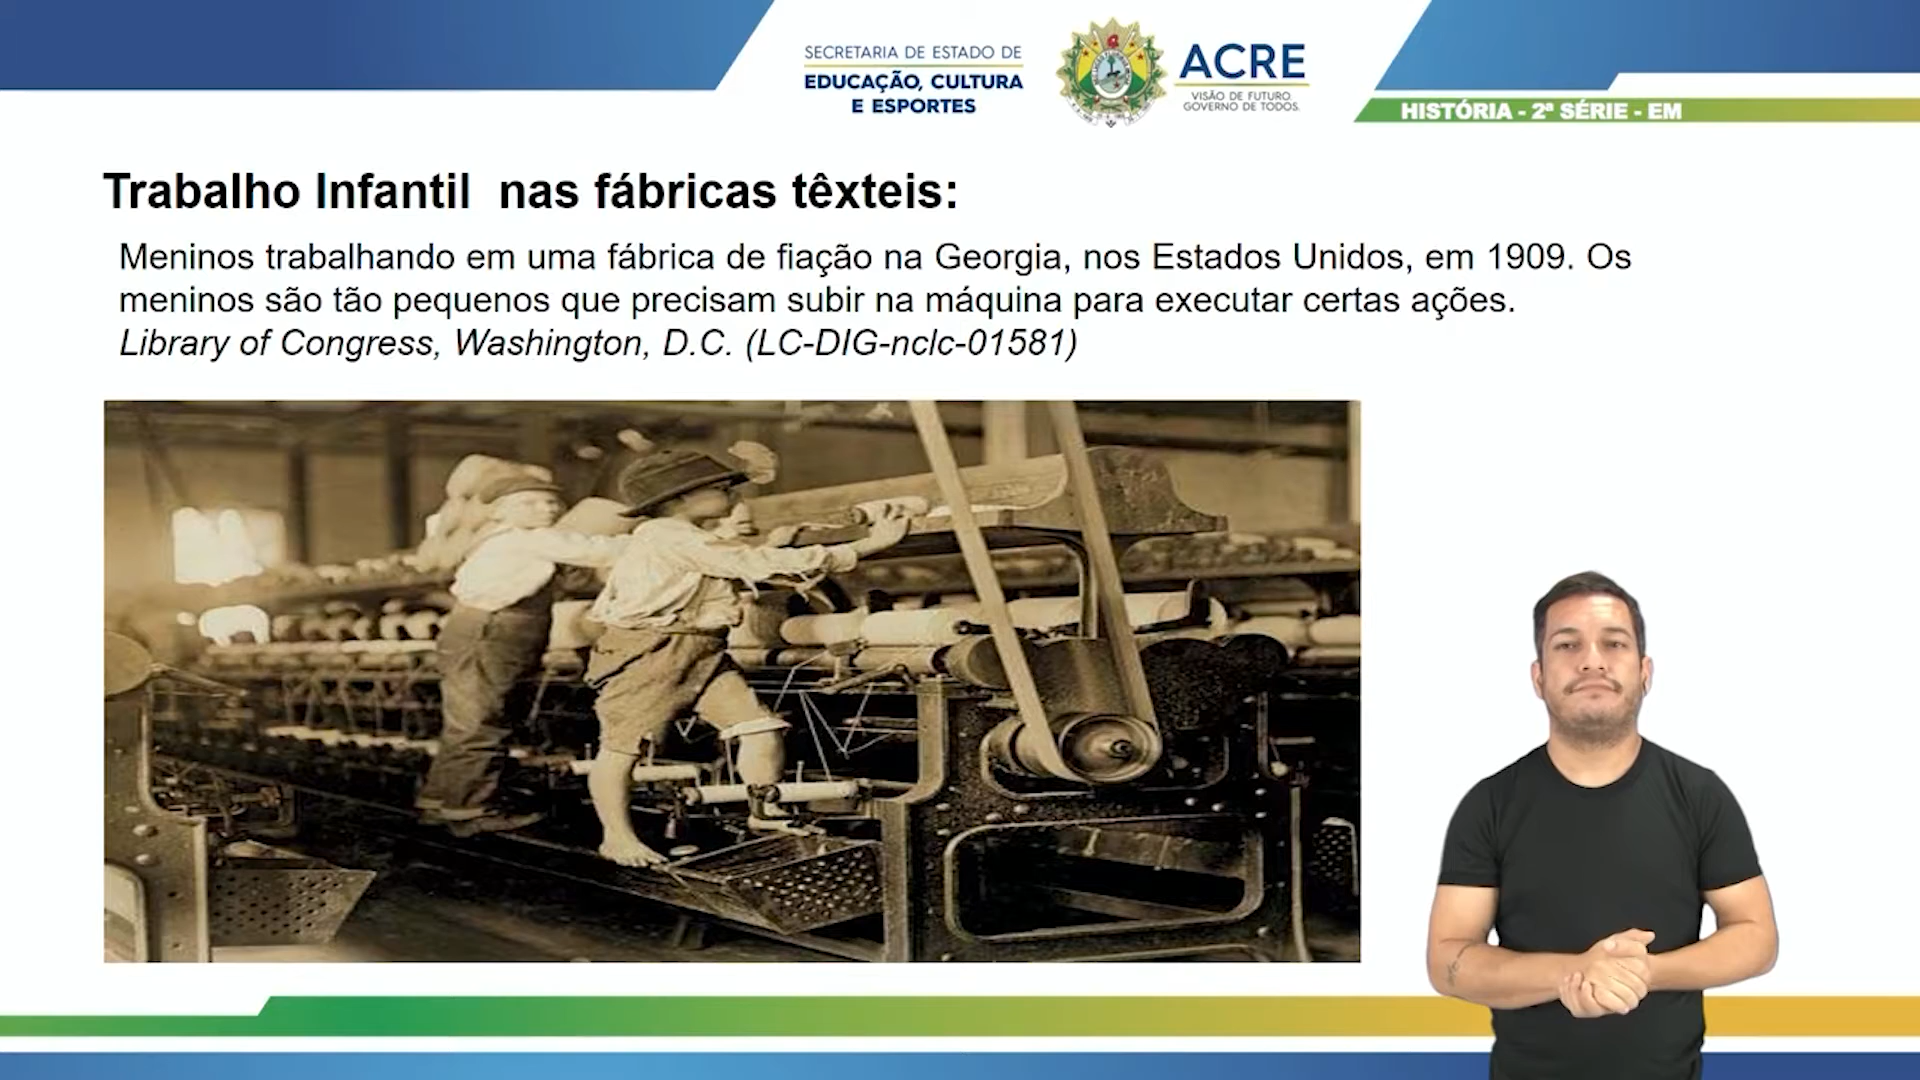 SECRETARIA DE ESTADO DE
EDUCAÇÃO, CULTURA
E ESPORTES
ACRE
VISÃO DE FUTURO.
GOVERNO DE TODOS.
HISTÓRIA - 2ª SÉRIE - EM
Trabalho Infantil  nas fábricas têxteis:
Meninos trabalhando em uma fábrica de fiação na Georgia, nos Estados Unidos, em 1909. Os
meninos são tão pequenos que precisam subir na máquina para executar certas ações.
Library of Congress, Washington, D.C. (LC-DIG-nclc-01581)